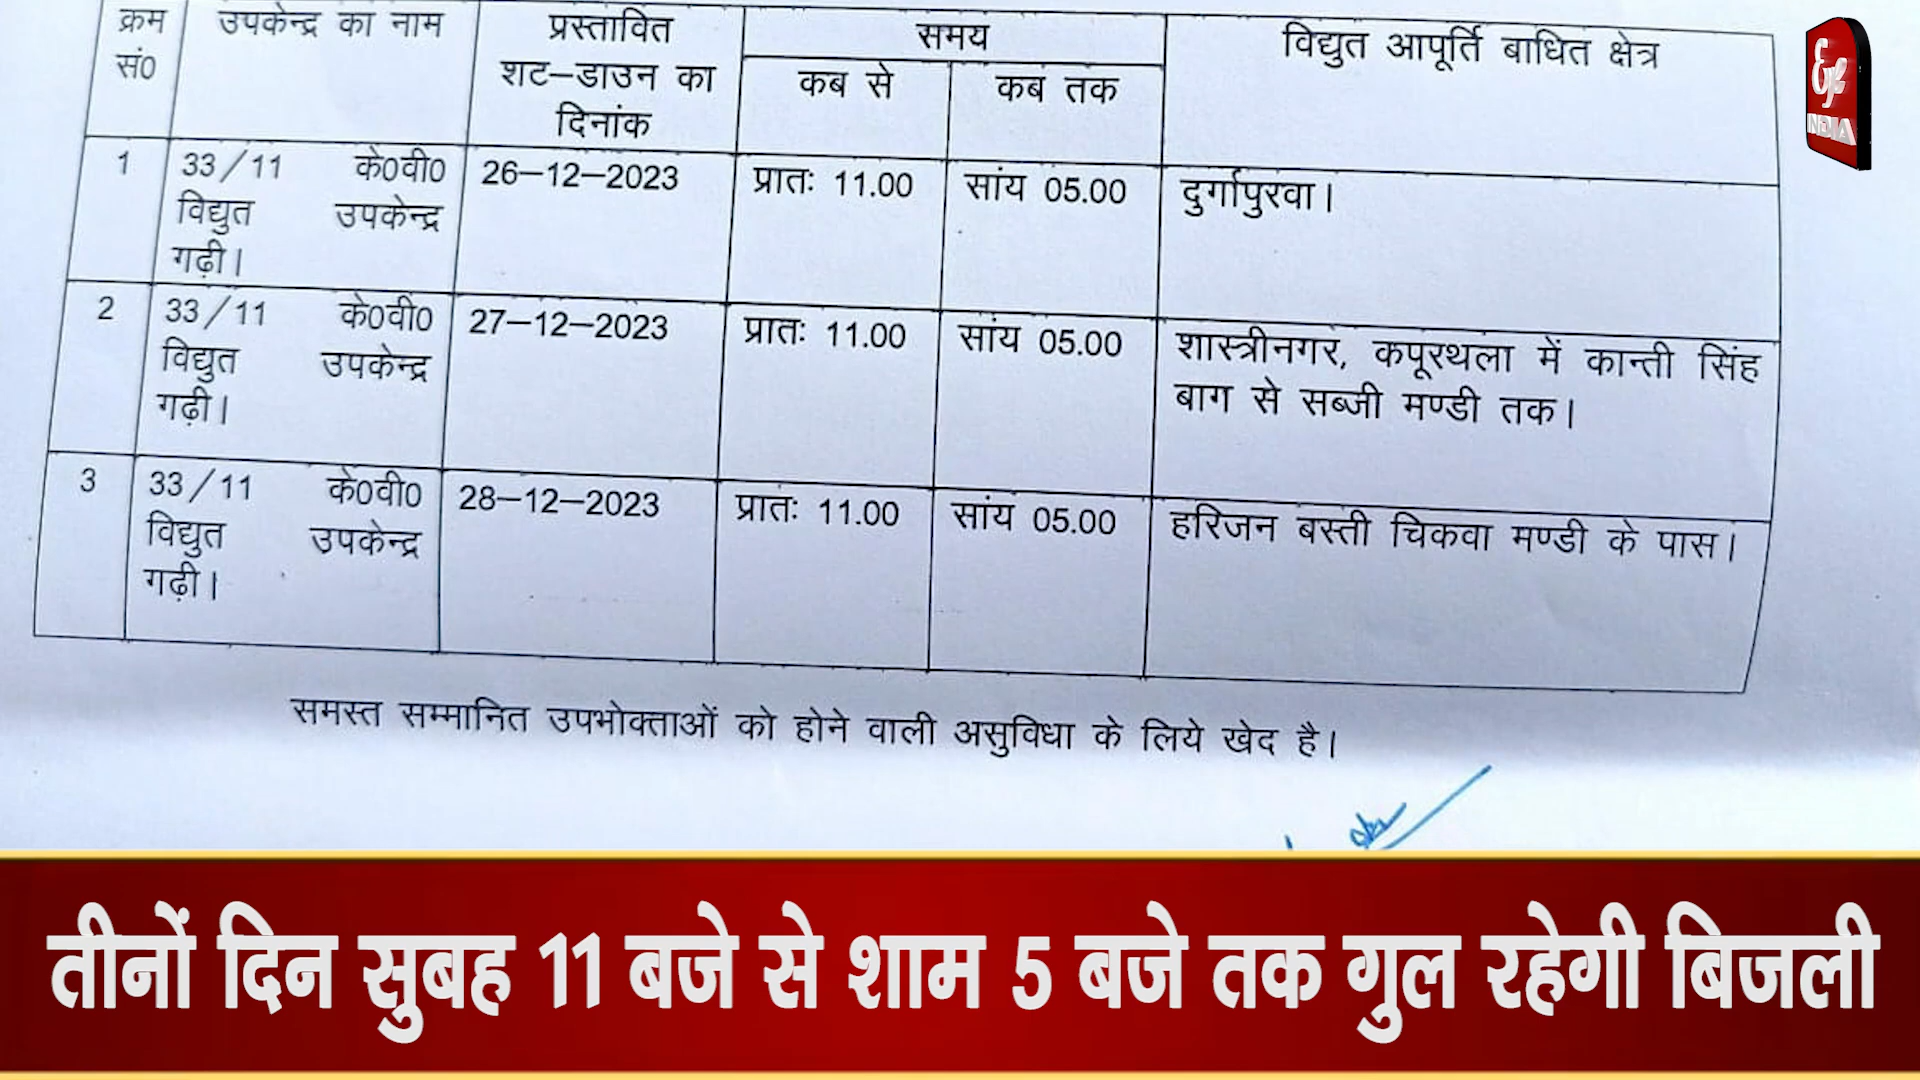 क्रम सं0 उपकेन्द्र का नाम प्रस्तावित शट–डाउन का दिनांक समय विद्युत आपूर्ति बाधित क्षेत्र
कब से कब तक
1 33/11 के0वी0 26–12–2023 प्रातः 11.00 सांय 05.00 दुर्गापुरवा।
विद्युत उपकेन्द्र
गढ़ी।
2 33/11 के0वी0 27–12–2023 प्रातः 11.00 सांय 05.00 शास्त्रीनगर, कपूरथला में कान्ती सिंह
विद्युत उपकेन्द्र बाग से सब्जी मण्डी तक।
गढ़ी।
3 33/11 के0वी0 28–12–2023 प्रातः 11.00 सांय 05.00 हरिजन बस्ती चिकवा मण्डी के पास।
विद्युत उपकेन्द्र
गढ़ी।
समस्त सम्मानित उपभोक्ताओं को होने वाली असुविधा के लिये खेद है।
तीनों दिन सुबह 11 बजे से शाम 5 बजे तक गुल रहेगी बिजली
INDIA